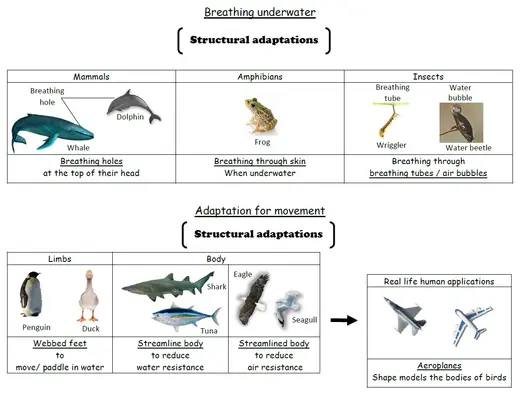 Breathing underwater
Structural adaptations
Mammals
Amphibians
Insects
Breathing
hole
Dolphin
Whale
Frog
Breathing
tube
Water
bubble
Wriggler
Water beetle
Breathing holes
at the top of their head
Breathing through skin
When underwater
Breathing through
breathing tubes / air bubbles
Adaptation for movement
Structural adaptations
Limbs
Body
Penguin
Duck
Shark
Tuna
Eagle
Seagull
Webbed feet
to
move/ paddle in water
Streamline body
to reduce
water resistance
Streamlined body
to reduce
air resistance
Real life human applications
Aeroplanes
Shape models the bodies of birds